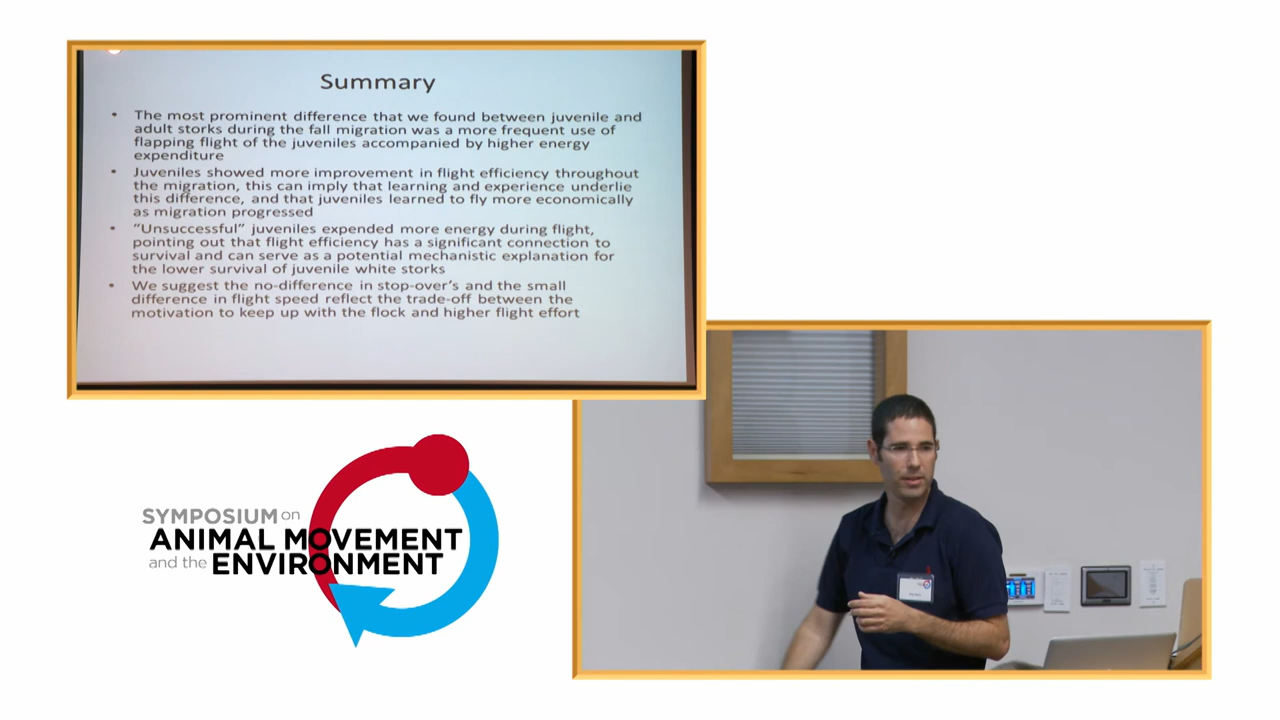 Summary
• The most prominent difference that we found between juvenile and
adult storks during the fall migration was a more frequent use of
flapping flight of the juveniles accompanied by higher energy
expenditure
• Juveniles showed more improvement in flight efficiency throughout
the migration, this can imply that learning and experience underlie
this difference, and that juveniles learned to fly more economically
as migration progressed
• “Unsuccessful” juveniles expended more energy during flight,
pointing out that flight efficiency has a significant connection to
survival and can serve as a potential mechanistic explanation for
the lower survival of juvenile white storks
• We suggest the no-difference in stop-over’s and the small
difference in flight speed reflect the trade-off between the
motivation to keep up with the flock and higher flight effort
SYMPOSIUM on
ANIMAL MOVEMENT
and the ENVIRONMENT